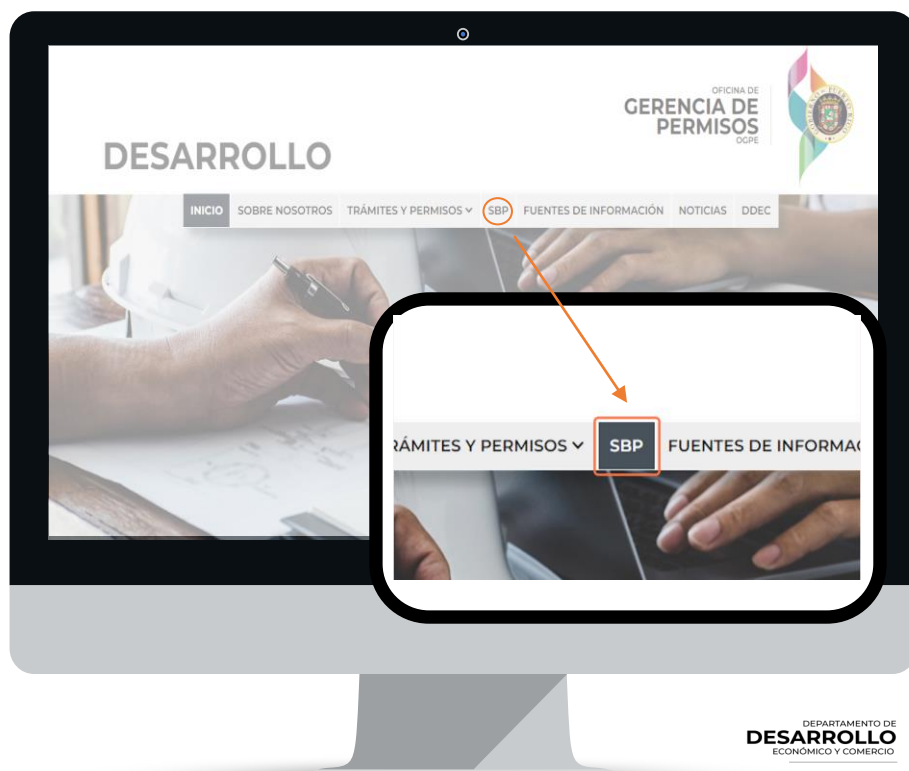 OFICINA DE
GERENCIA DE
PERMISOS
OGPE
DESARROLLO
INICIO SOBRE NOSOTROS TRÁMITES Y PERMISOS SBP FUENTES DE INFORMACIÓN NOTICIAS DDEC
RÁMITES Y PERMISOS SBP FUENTES DE INFORMAC
DEPARTAMENTO DE
DESARROLLO
ECONÓMICO Y COMERCIO